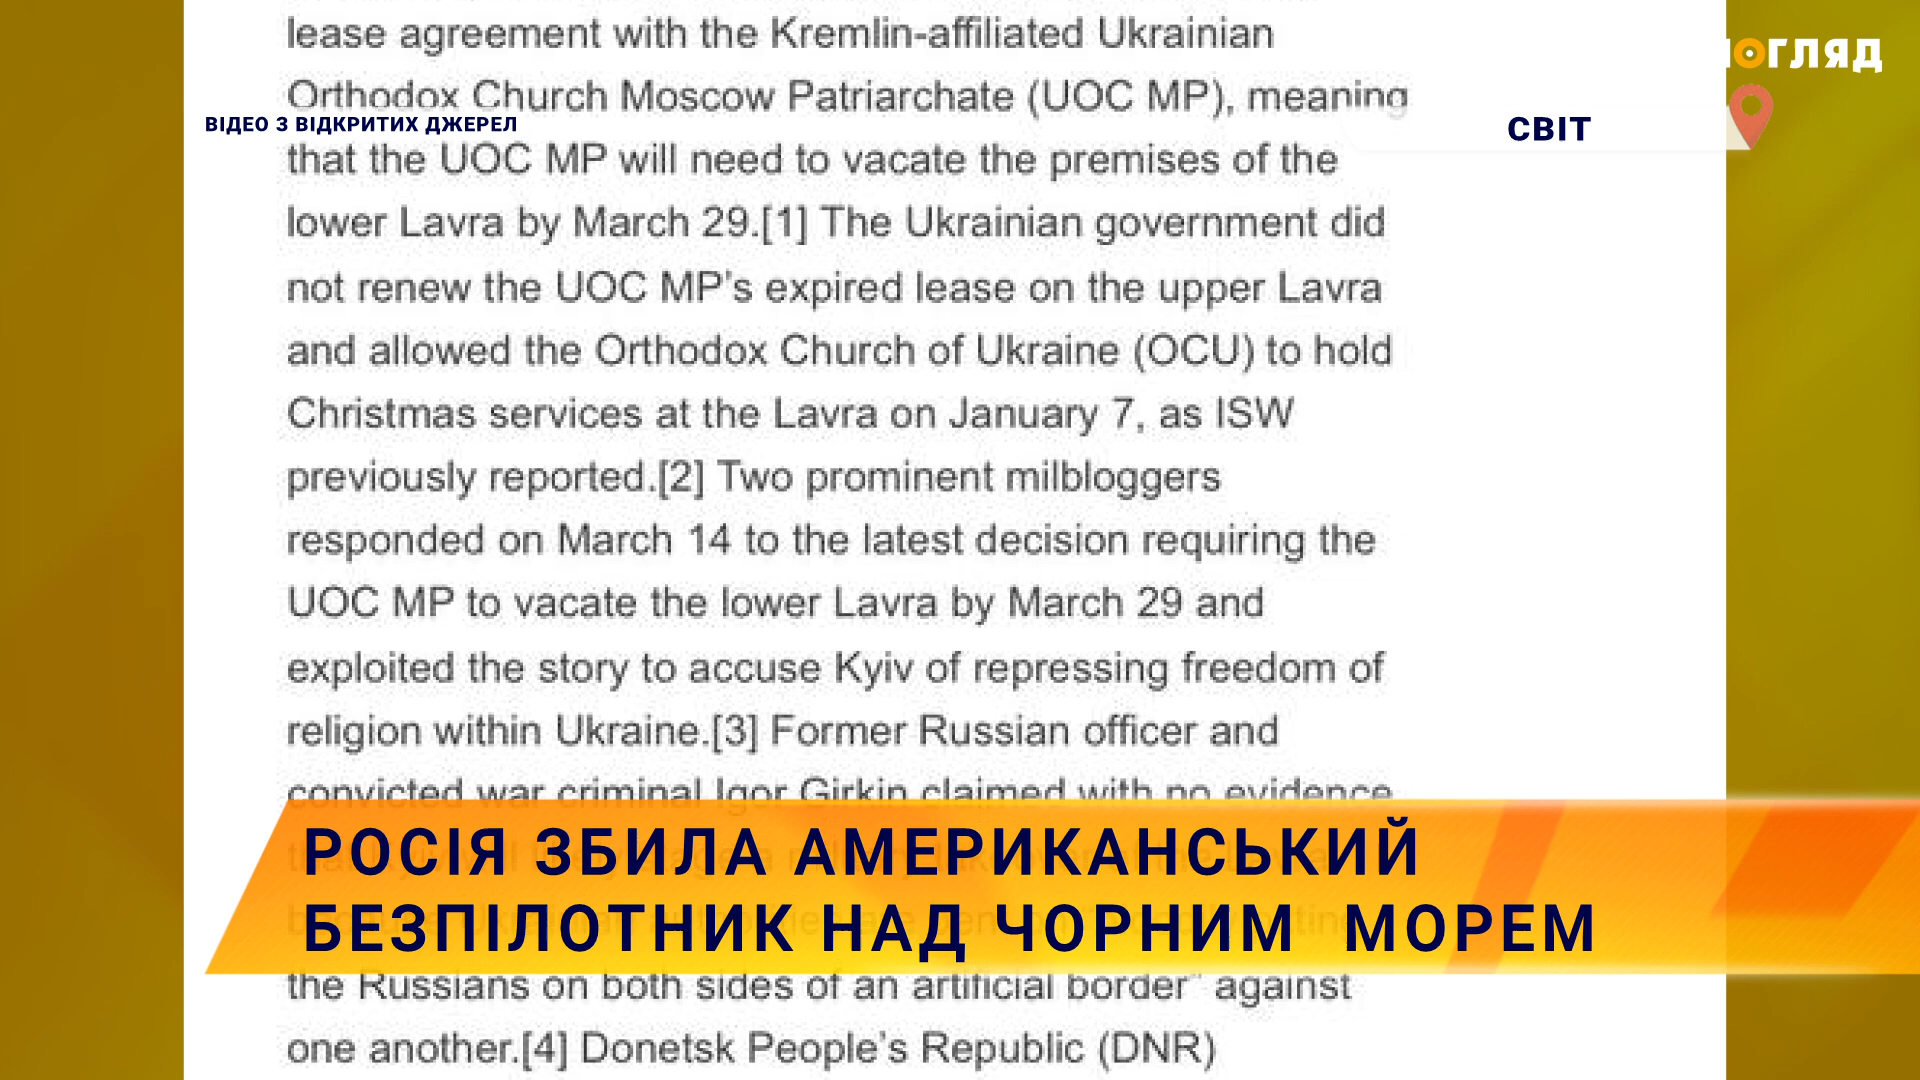 lease agreement with the Kremlin-affiliated Ukrainian
ОГЛЯД
Orthodox Church Moscow Patriarchate (UOC MP), meaning
ВІДЕО З ВІДКРИТИХ ДЖЕРЕЛ
СВІТ
that the UOC MP will need to vacate the premises of the
lower Lavra by March 29.[1] The Ukrainian government did
not renew the UOC MP's expired lease on the upper Lavra
and allowed the Orthodox Church of Ukraine (OCU) to hold
Christmas services at the Lavra on January 7, as ISW
previously reported.[2] Two prominent milbloggers
responded on March 14 to the latest decision requiring the
UOC MP to vacate the lower Lavra by March 29 and
exploited the story to accuse Kyiv of repressing freedom of
religion within Ukraine.[3] Former Russian officer and
convicted war criminal Igor Girkin claimed with no evidence
РОСІЯ ЗБИЛА АМЕРИКАНСЬКИЙ
БЕЗПІЛОТНИК НАД ЧОРНИМ МОРЕМ
the Russians on both sides of an artificial border" against
one another.[4] Donetsk People's Republic (DNR)